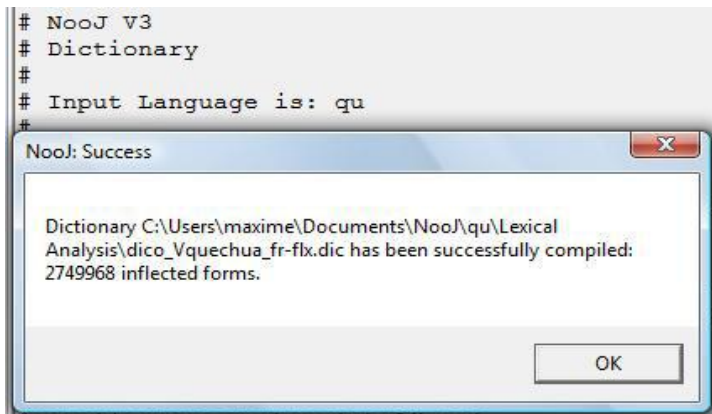 # NooJ V3
# Dictionary
#
# Input Language is: qu
#
NooJ: Success
Dictionary C:\Users\maxime\Documents\NooJ\qu\Lexical
Analysis\dico_Vquechua_fr-flx.dic has been successfully compiled:
2749968 inflected forms.
OK